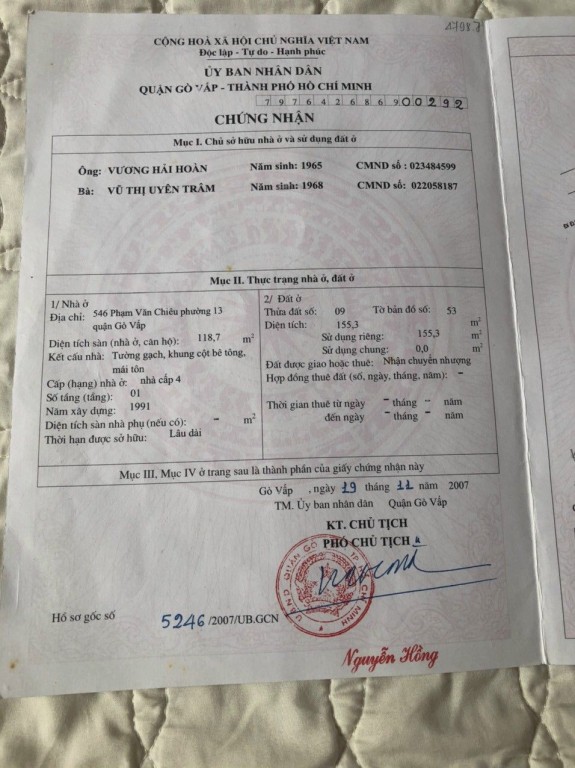 CỘNG HOÀ XÃ HỘI CHỦ NGHĨA VIỆT NAM
Độc lập - Tự do - Hạnh phúc
ỦY BAN NHÂN DÂN
QUẬN GÒ VẤP - THÀNH PHỐ HỒ CHÍ MINH
7 9 7 6 4 2 6 8 6 9 00292
CHỨNG NHẬN
Mục I. Chủ sở hữu nhà ở và sử dụng đất ở
Ông: VƯƠNG HẢI HOÀN Năm sinh: 1965 CMND số : 023484599
Bà: VŨ THỊ UYÊN TRÂM Năm sinh: 1968 CMND số: 022058187
Mục II. Thực trạng nhà ở, đất ở
1/ Nhà ở
Địa chỉ: 546 Phạm Văn Chiêu phường 13
quận Gò Vấp
Diện tích sàn (nhà ở, căn hộ): 118,7 m²
Kết cấu nhà: Tường gạch, khung cột bê tông,
mái tôn
Cấp (hạng) nhà ở: nhà cấp 4
Số tầng (tầng): 01
Năm xây dựng: 1991
Diện tích sàn nhà phụ (nếu có): - m²
Thời hạn được sở hữu: Lâu dài
2/ Đất ở
Thửa đất số: 09 Tờ bản đồ số: 53
Diện tích: 155,3 m²
Sử dụng riêng: 155,3 m²
Sử dụng chung: 0,0 m²
Đất được giao hoặc thuê: Nhận chuyển nhượng
Hợp đồng thuê đất (số, ngày, tháng, năm): -
Thời gian thuê từ ngày - tháng - năm
đến ngày - tháng - năm
Mục III, Mục IV ở trang sau là thành phần của giấy chứng nhận này
Gò Vấp , ngày 19 tháng 11 năm 2007
TM. Ủy ban nhân dân Quận Gò Vấp
KT. CHỦ TỊCH
PHÓ CHỦ TỊCH
Hồ sơ gốc số 5246/2007/UB.GCN
Nguyễn Hồng